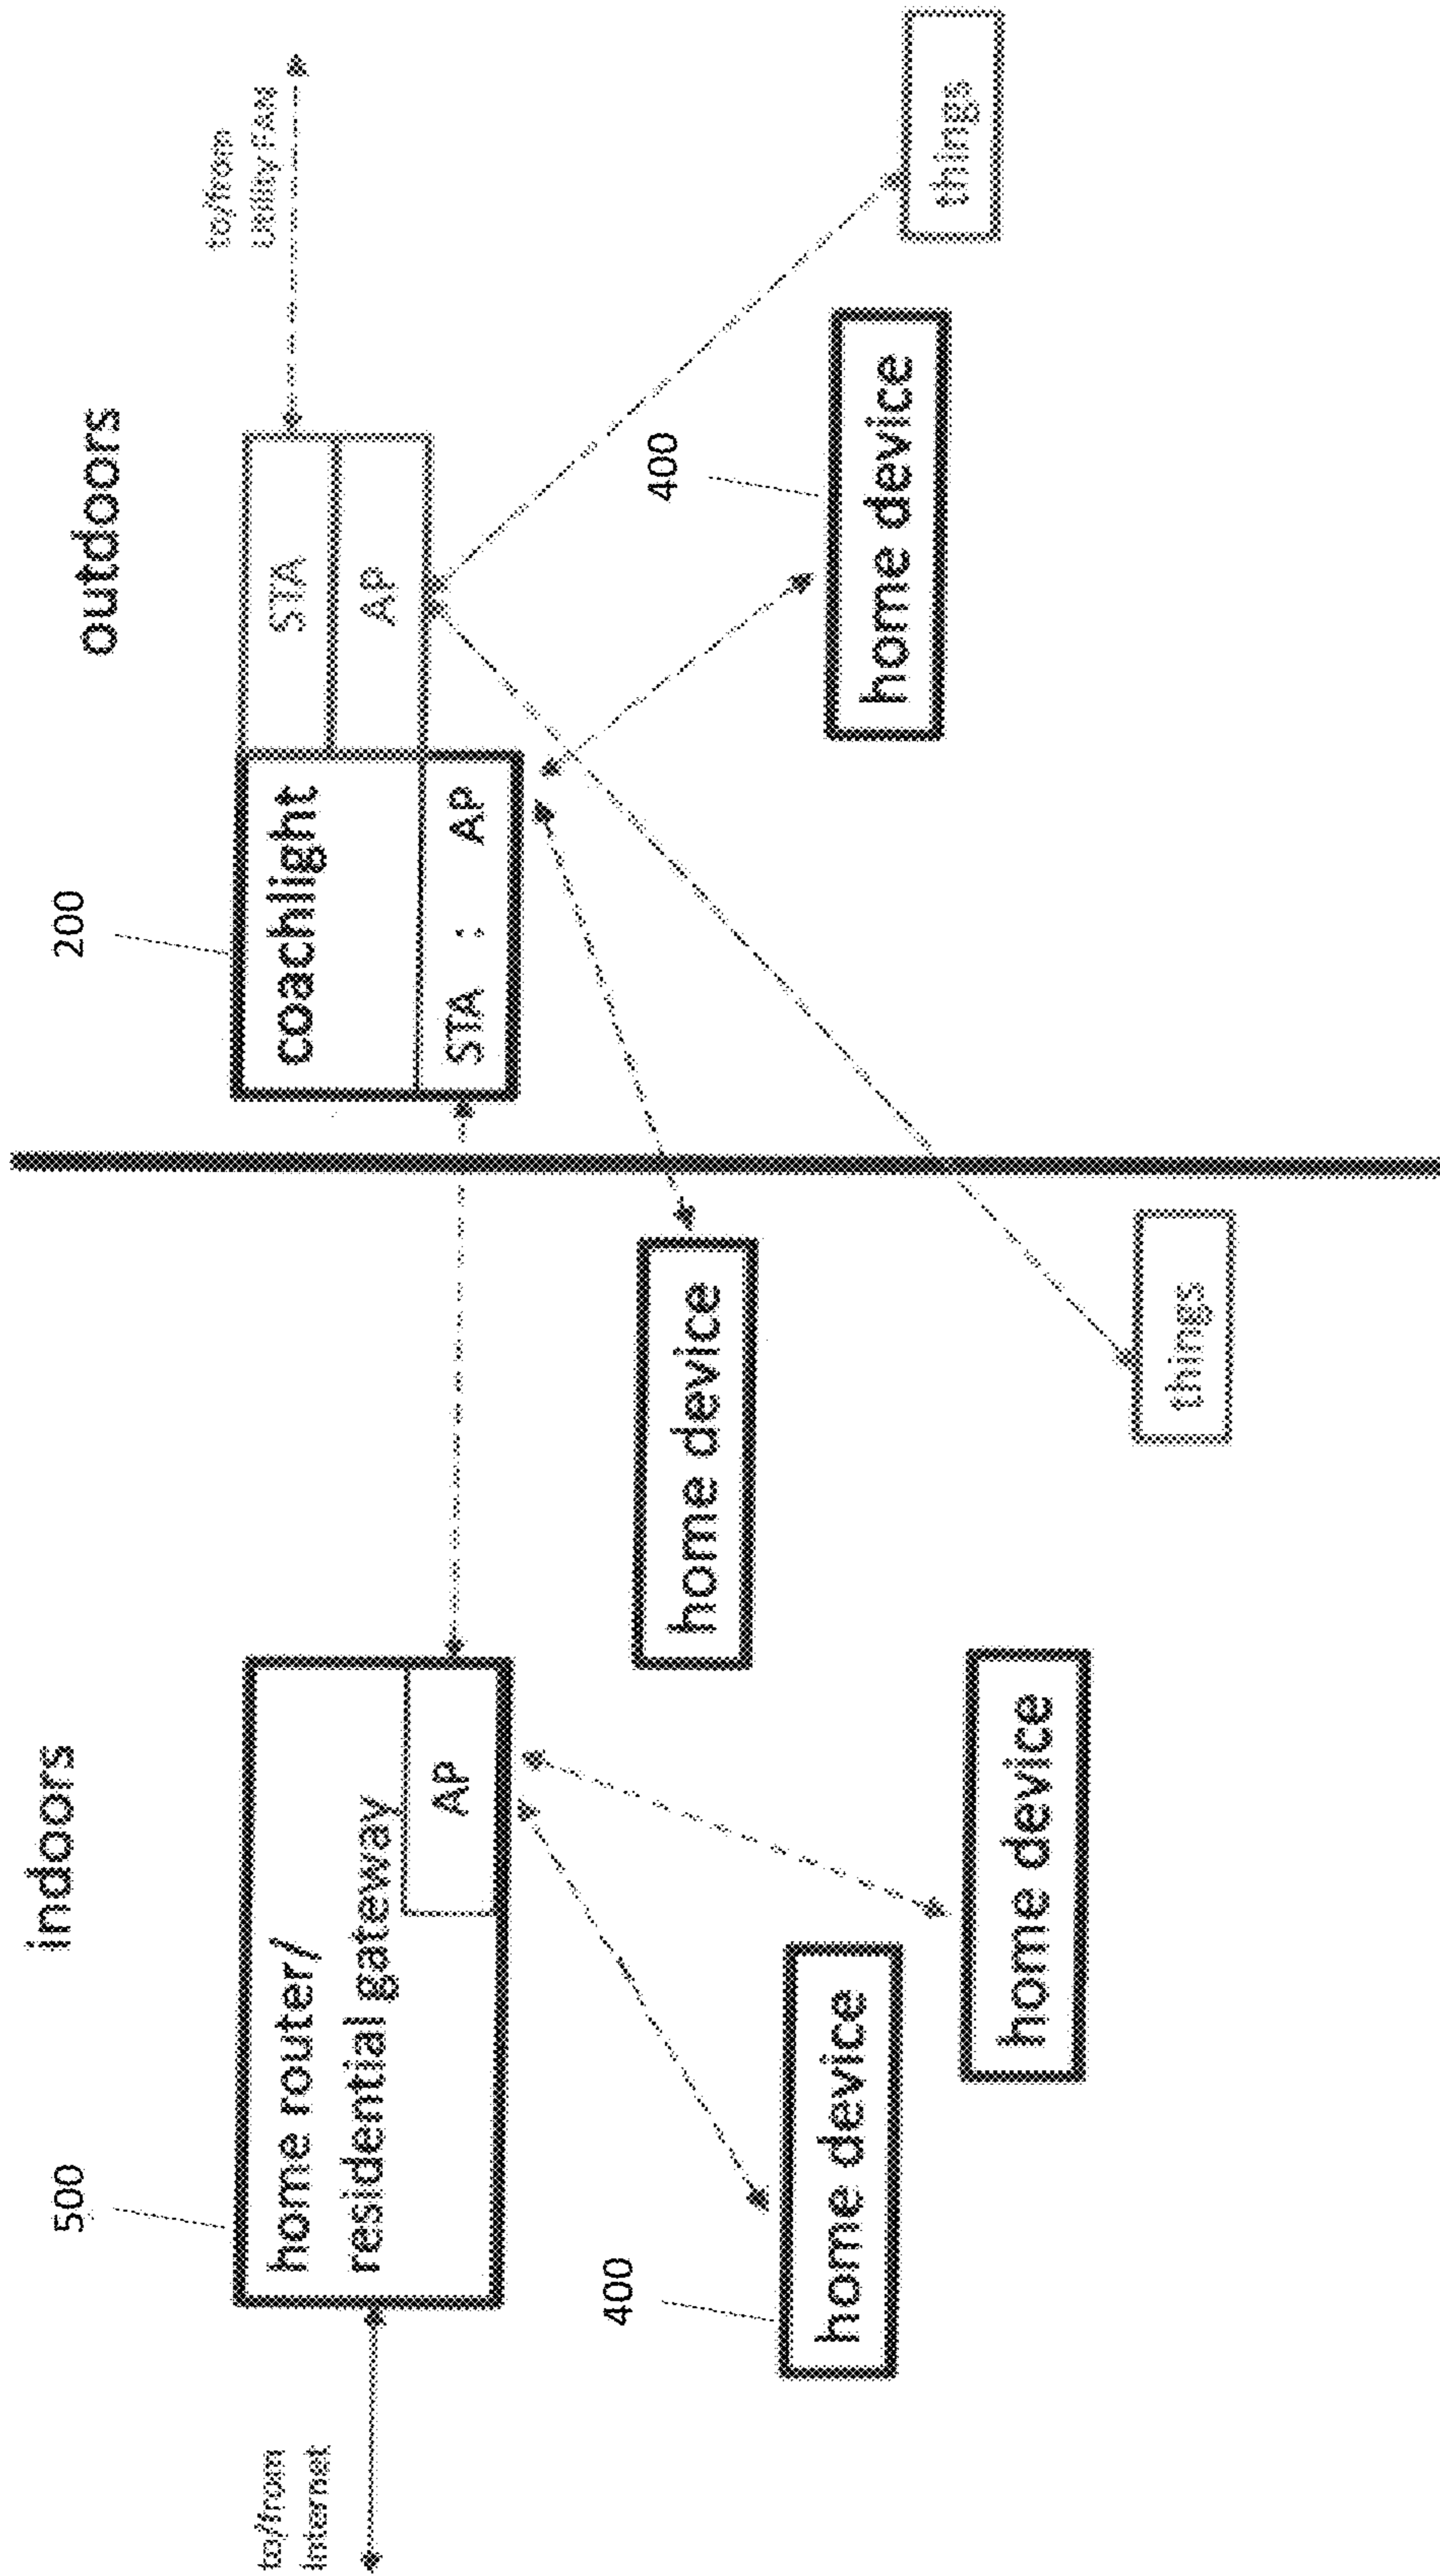 indoors
outdoors
500
200
to/from
Internet
home router/
residential gateway
AP
coachlight
STA : AP
STA
AP
to/from
Utility FAN
400
home device
home device
home device
400
home device
things
things